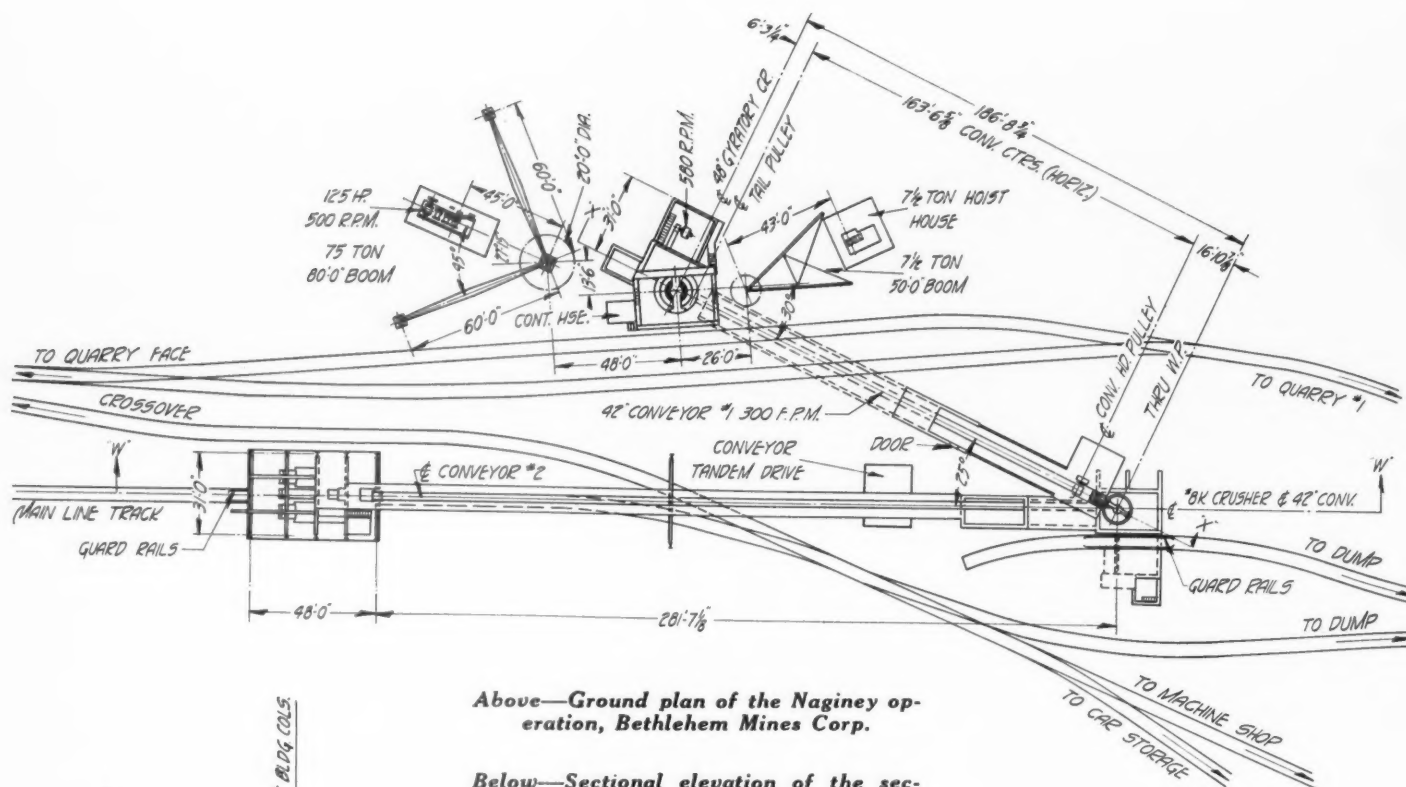 6'-3¼"
186'-8¾"
163'-6⅝" CONV. CTRS. (HORIZ.)
16'-10⅞"
℄ 48" GYRATORY CR.
℄ TAIL PULLEY
580 R.P.M.
20'-0" DIA.
60'-0"
45'-0"
125 HP.
500 R.P.M.
75 TON
80'-0" BOOM
45°
27°15'
13'-6"
"X"
31'-0"
43'-0"
7½ TON HOIST
HOUSE
7½ TON
50'-0" BOOM
30°
60'-0"
CONT. HSE.
48'-0"
26'-0"
TO QUARRY FACE
CROSSOVER
TO QUARRY #1
℄ CONV. HD. PULLEY
THRU W.P.
42" CONVEYOR #1 300 F.P.M.
CONVEYOR
TANDEM DRIVE
DOOR
25°
"W"
31'-0"
℄ CONVEYOR #2
"W"
MAIN LINE TRACK
GUARD RAILS
℄ #8K CRUSHER & 42" CONV.
"X"
TO DUMP
GUARD RAILS
48'-0"
281'-7⅛"
TO DUMP
TO MACHINE SHOP
TO CAR STORAGE
BLDG COLS.
Above—Ground plan of the Naginey op-
eration, Bethlehem Mines Corp.
Below—Sectional elevation of the sec-